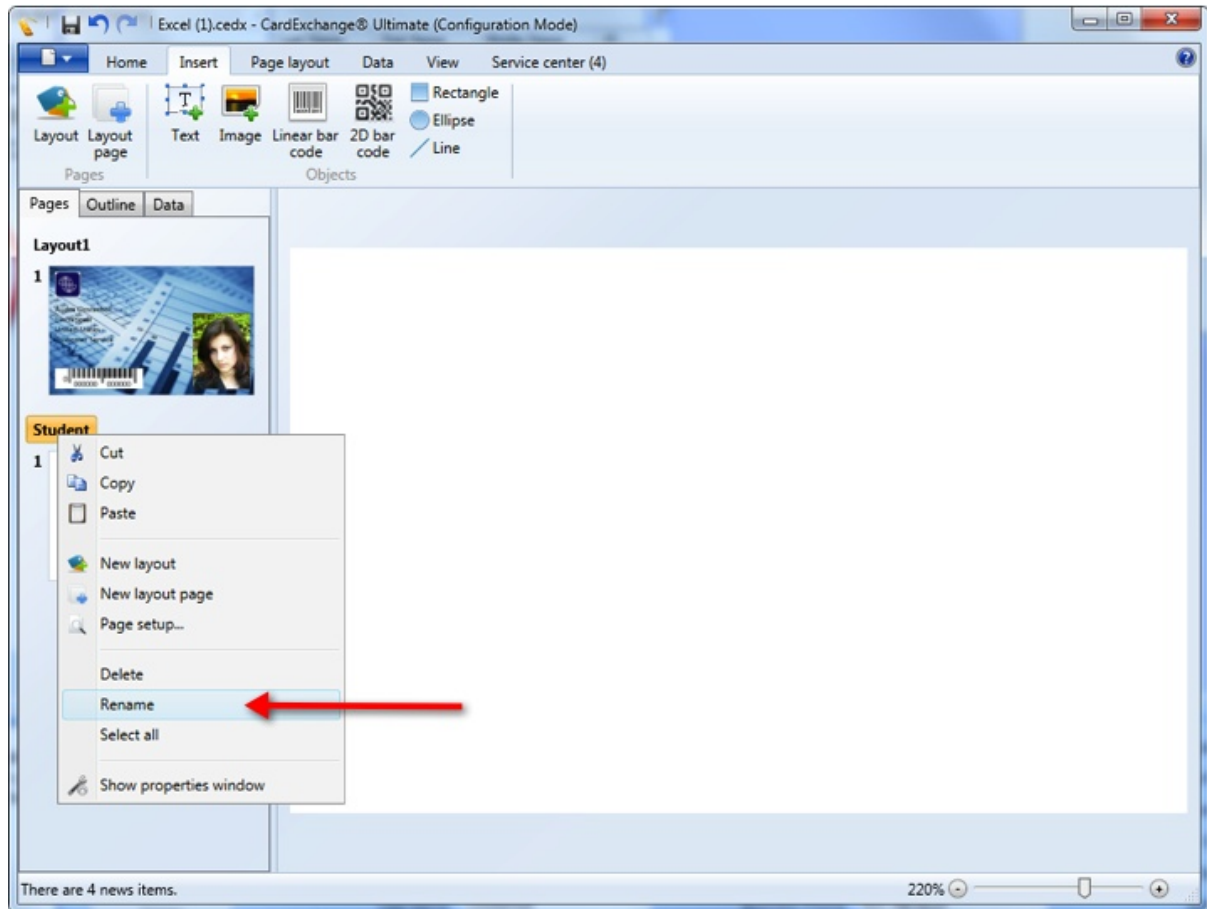 Excel (1).cedx - CardExchange® Ultimate (Configuration Mode)
Home Insert Page layout Data View Service center (4)
Layout
Layout page
Text
Image
Linear bar code
2D bar code
Rectangle
Ellipse
Line
Pages
Objects
Pages Outline Data
Layout1
1
000000 000000
Student
1
Cut
Copy
Paste
New layout
New layout page
Page setup...
Delete
Rename
Select all
Show properties window
There are 4 news items.
220%